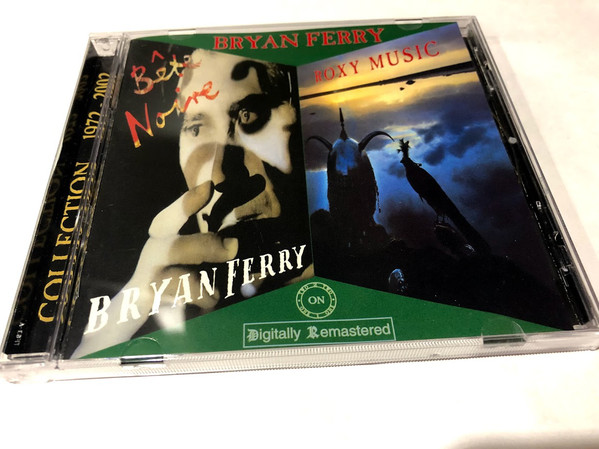 BRYAN FERRY
Bête
Noire
BRYAN FERRY
ROXY MUSIC
ON
Digitally Remastered
COLLECTION 1972 2002